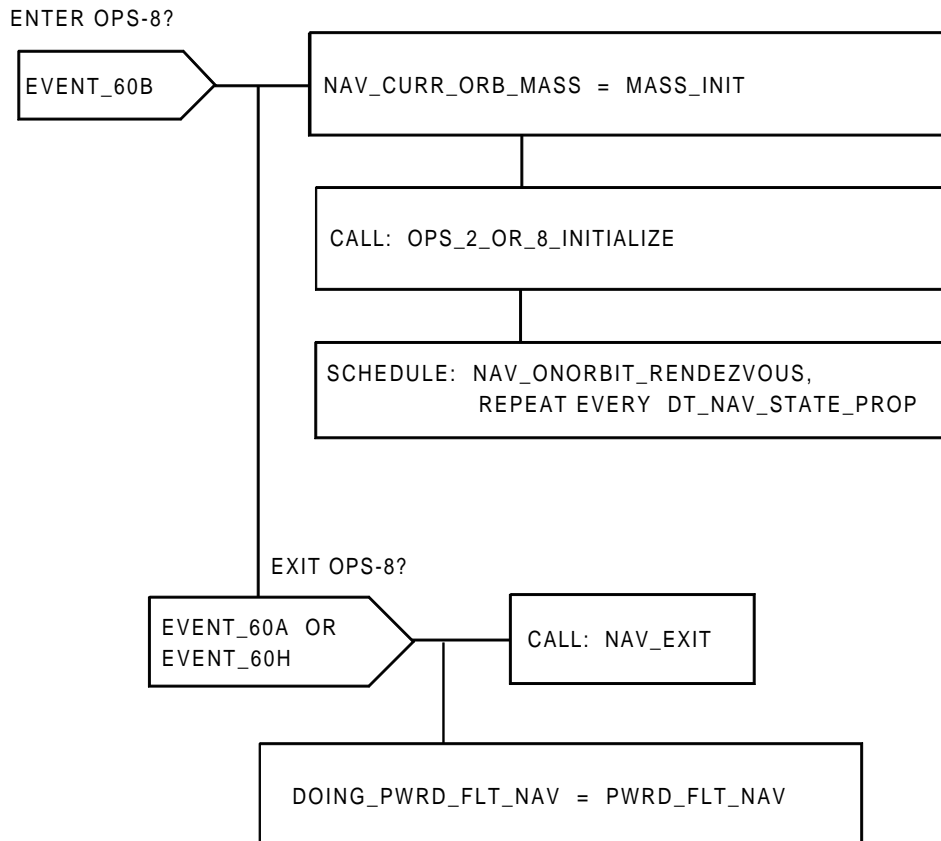 ENTER OPS-8?
EVENT_60B
NAV_CURR_ORB_MASS = MASS_INIT
CALL: OPS_2_OR_8_INITIALIZE
SCHEDULE: NAV_ONORBIT_RENDEZVOUS,
REPEAT EVERY DT_NAV_STATE_PROP
EXIT OPS-8?
EVENT_60A OR
EVENT_60H
CALL: NAV_EXIT
DOING_PWRD_FLT_NAV = PWRD_FLT_NAV